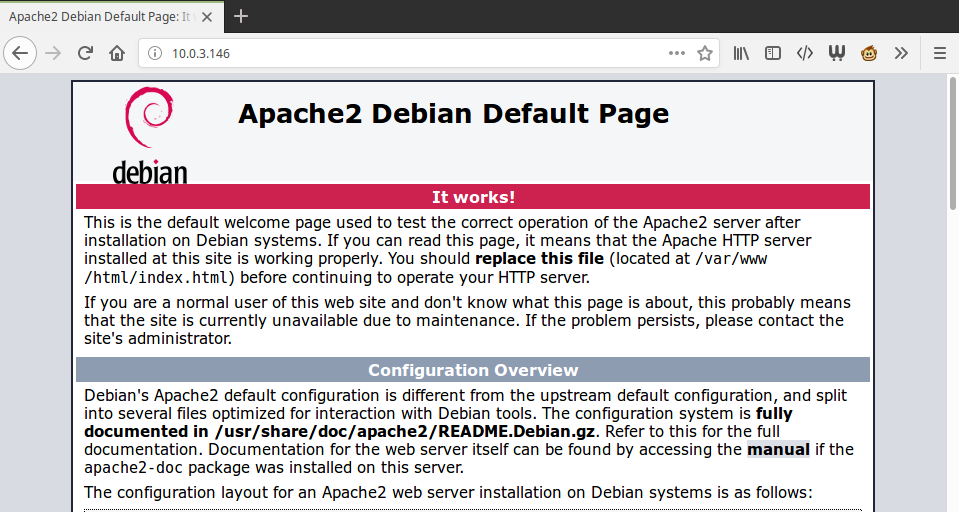 Apache2 Debian Default Page: It
10.0.3.146
debian
Apache2 Debian Default Page
It works!
This is the default welcome page used to test the correct operation of the Apache2 server after
installation on Debian systems. If you can read this page, it means that the Apache HTTP server
installed at this site is working properly. You should replace this file (located at /var/www
/html/index.html) before continuing to operate your HTTP server.
If you are a normal user of this web site and don't know what this page is about, this probably means
that the site is currently unavailable due to maintenance. If the problem persists, please contact the
site's administrator.
Configuration Overview
Debian's Apache2 default configuration is different from the upstream default configuration, and split
into several files optimized for interaction with Debian tools. The configuration system is fully
documented in /usr/share/doc/apache2/README.Debian.gz. Refer to this for the full
documentation. Documentation for the web server itself can be found by accessing the manual if the
apache2-doc package was installed on this server.
The configuration layout for an Apache2 web server installation on Debian systems is as follows: